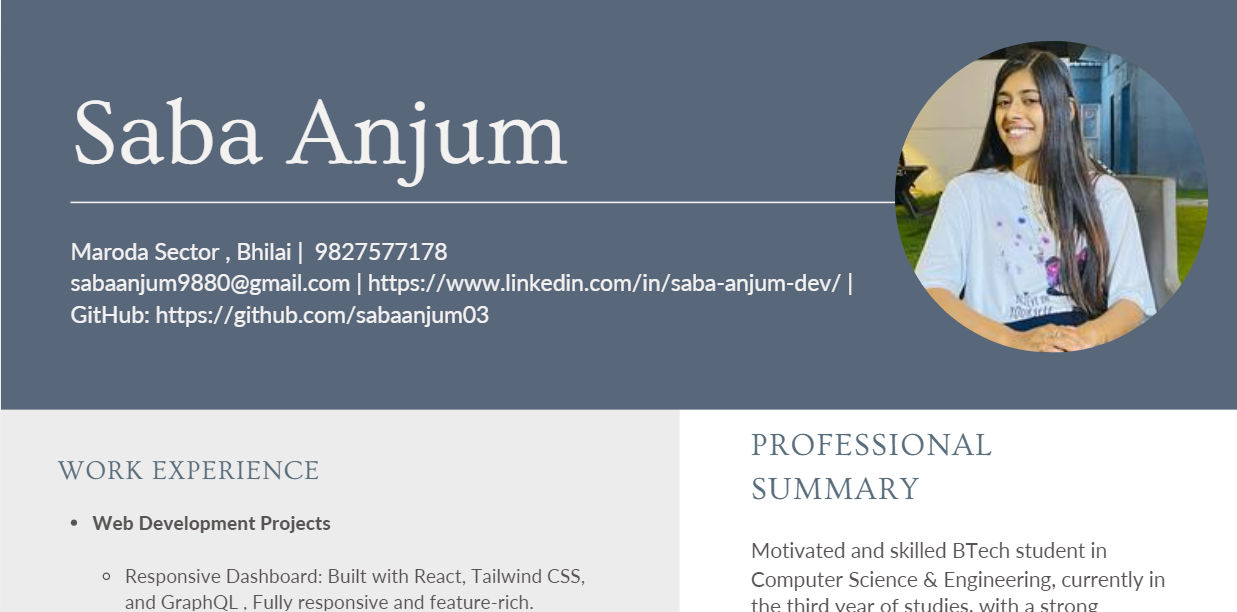 Saba Anjum
Maroda Sector , Bhilai | 9827577178
sabaanjum9880@gmail.com | https://www.linkedin.com/in/saba-anjum-dev/ |
GitHub: https://github.com/sabaanjum03
WORK EXPERIENCE
• Web Development Projects
◦ Responsive Dashboard: Built with React, Tailwind CSS,
and GraphQL , Fully responsive and feature-rich.
PROFESSIONAL
SUMMARY
Motivated and skilled BTech student in
Computer Science & Engineering, currently in
the third year of studies, with a strong